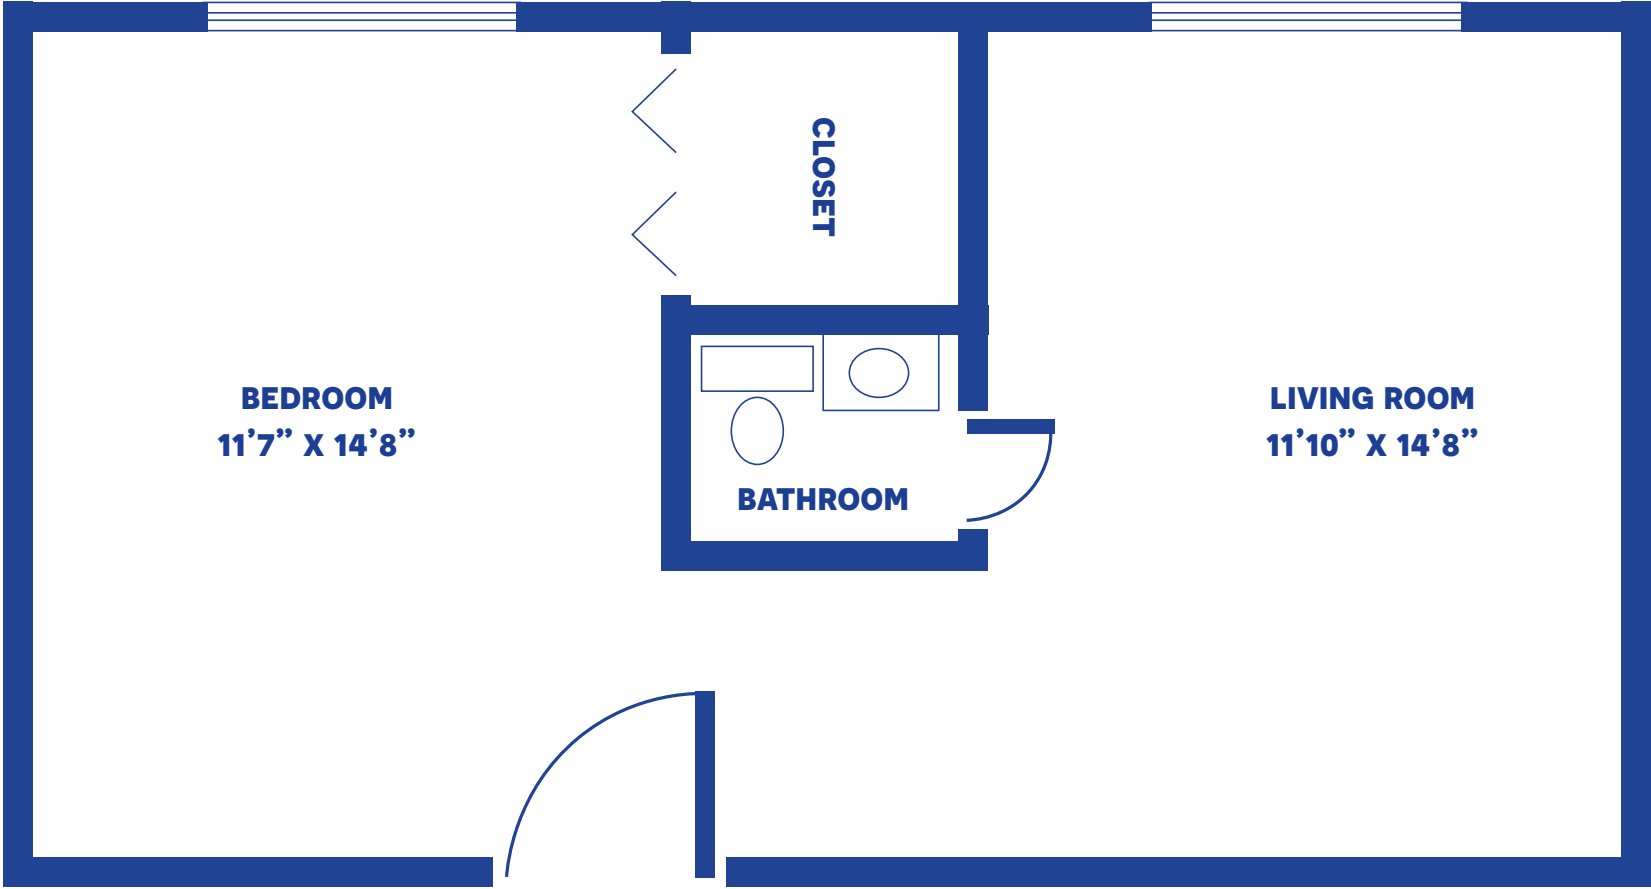 CLOSET
BEDROOM
11’7” X 14’8”
LIVING ROOM
11’10” X 14’8”
BATHROOM